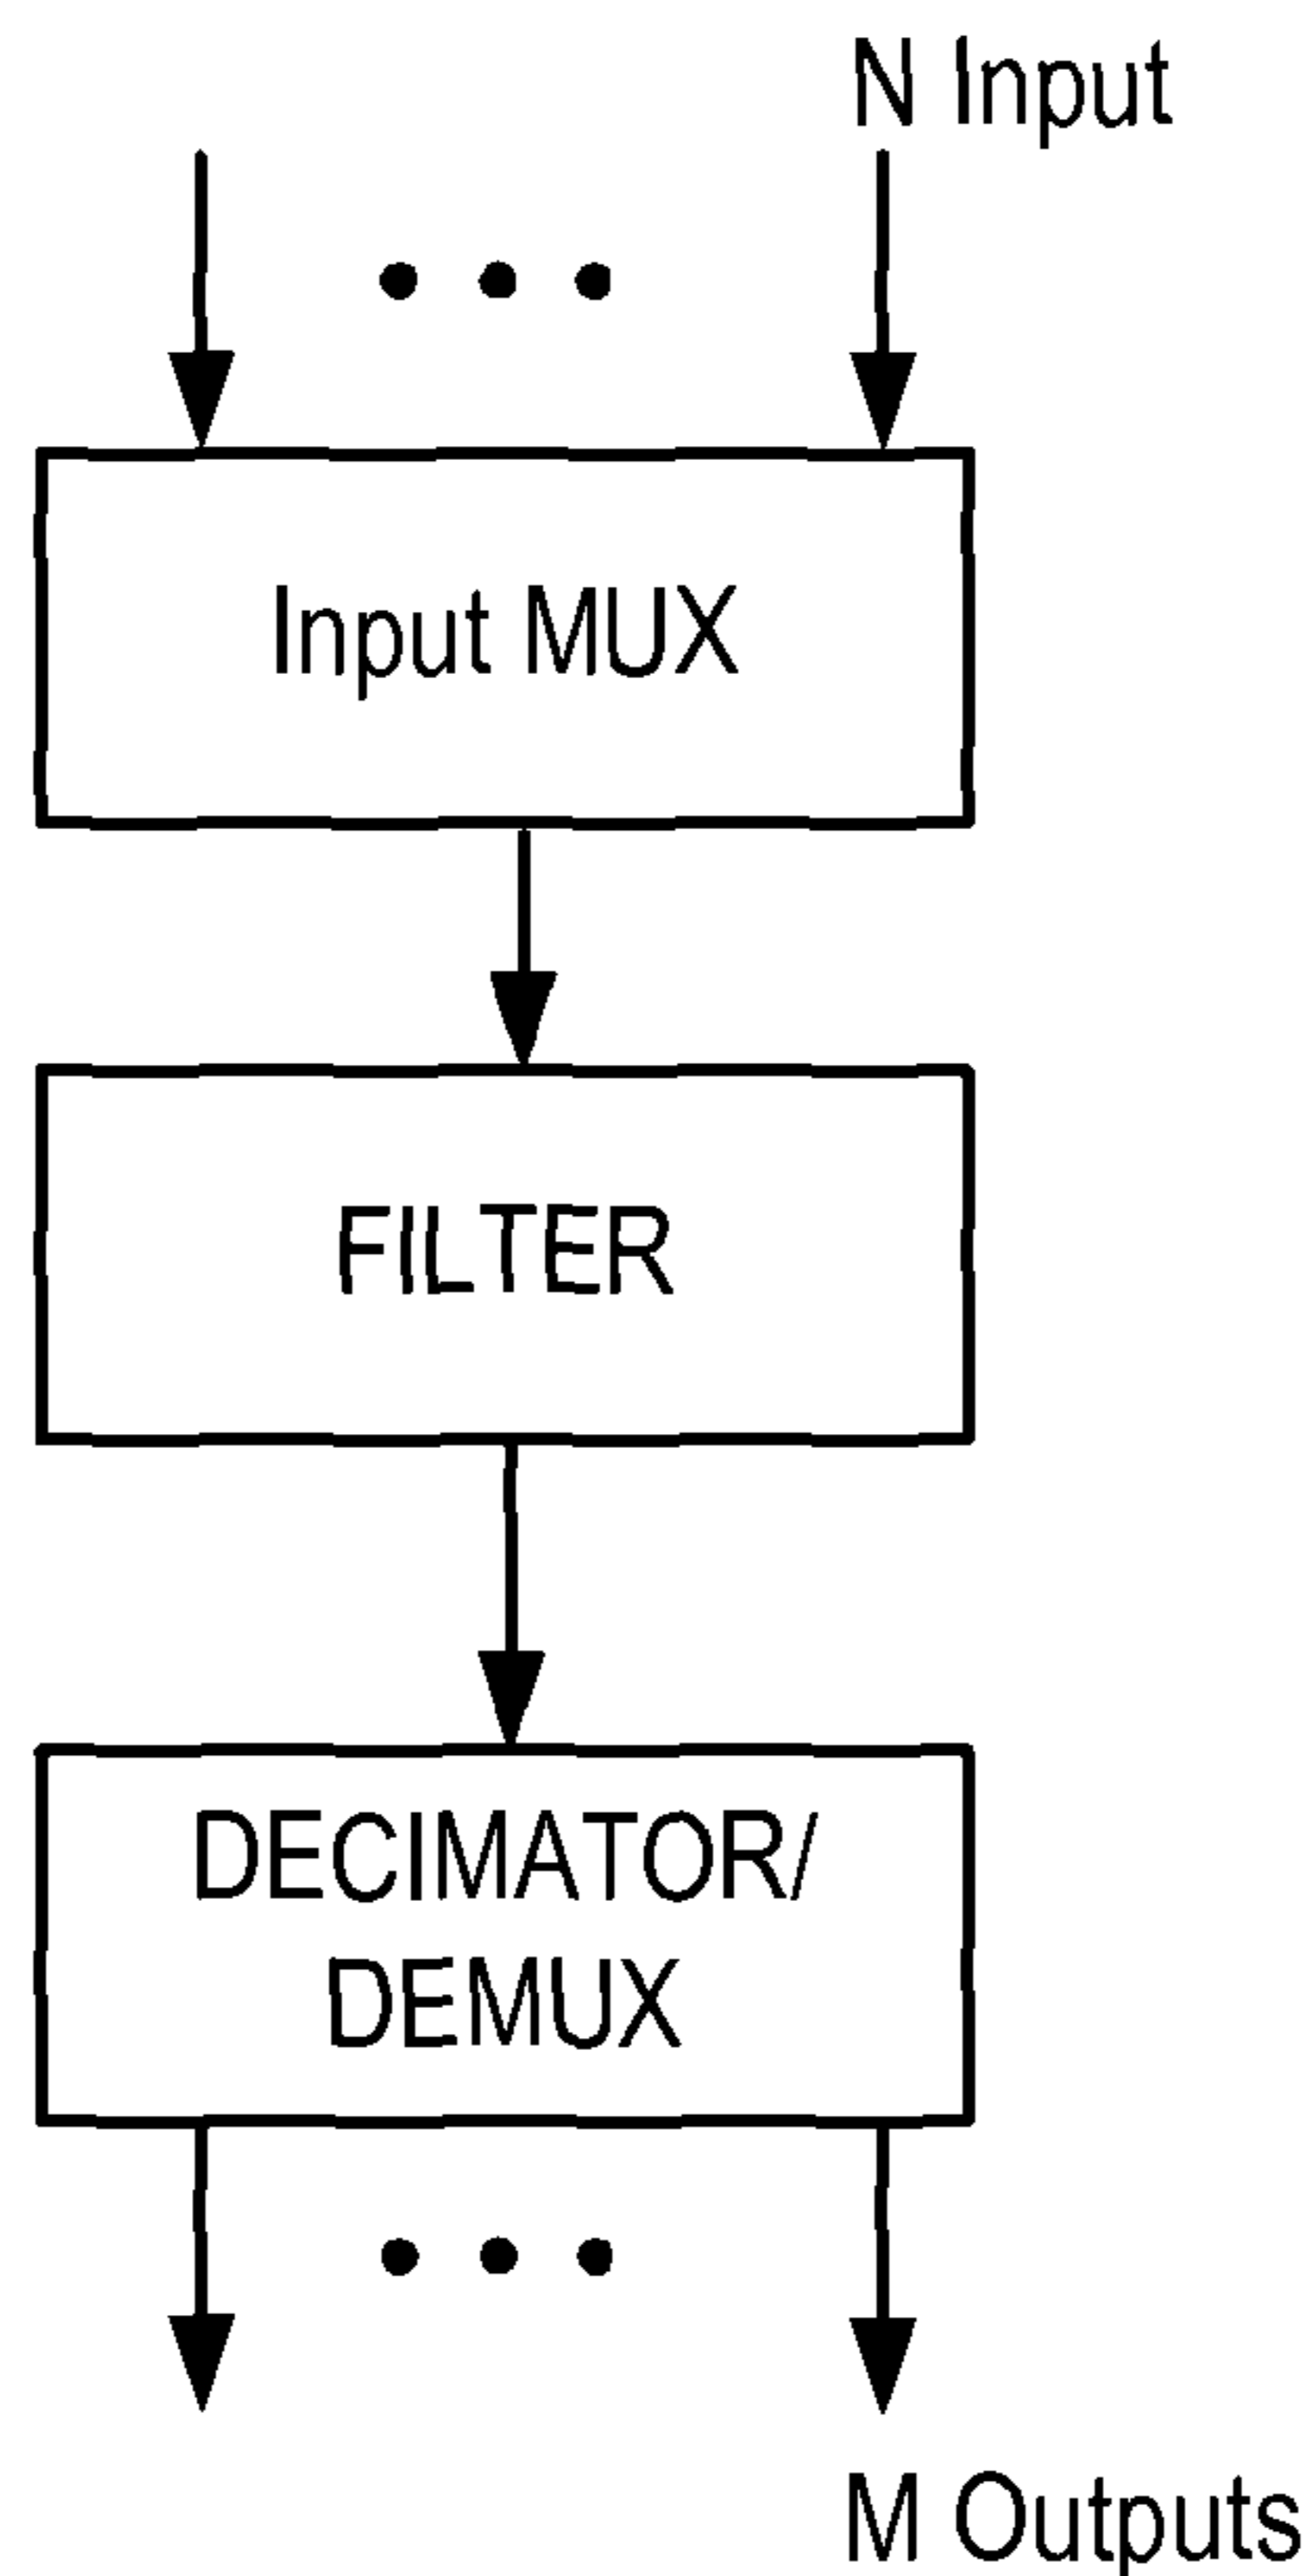 N Input
Input MUX
FILTER
DECIMATOR/
DEMUX
M Outputs